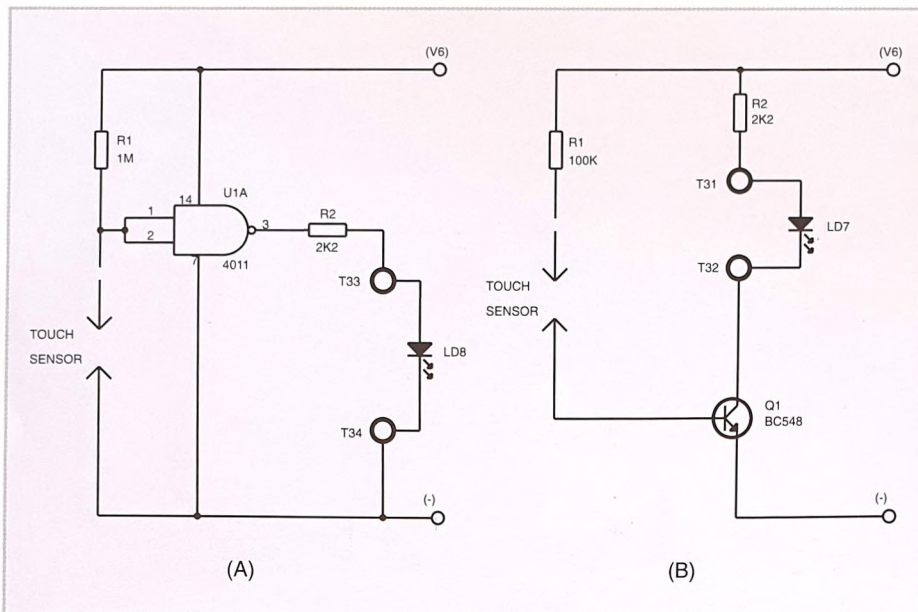 (V6)
R1
1M
U1A
14
1
2
3
7
4011
R2
2K2
T33
TOUCH
SENSOR
LD8
T34
(-)
(A)
(V6)
R2
2K2
R1
100K
T31
LD7
T32
TOUCH
SENSOR
Q1
BC548
(-)
(B)